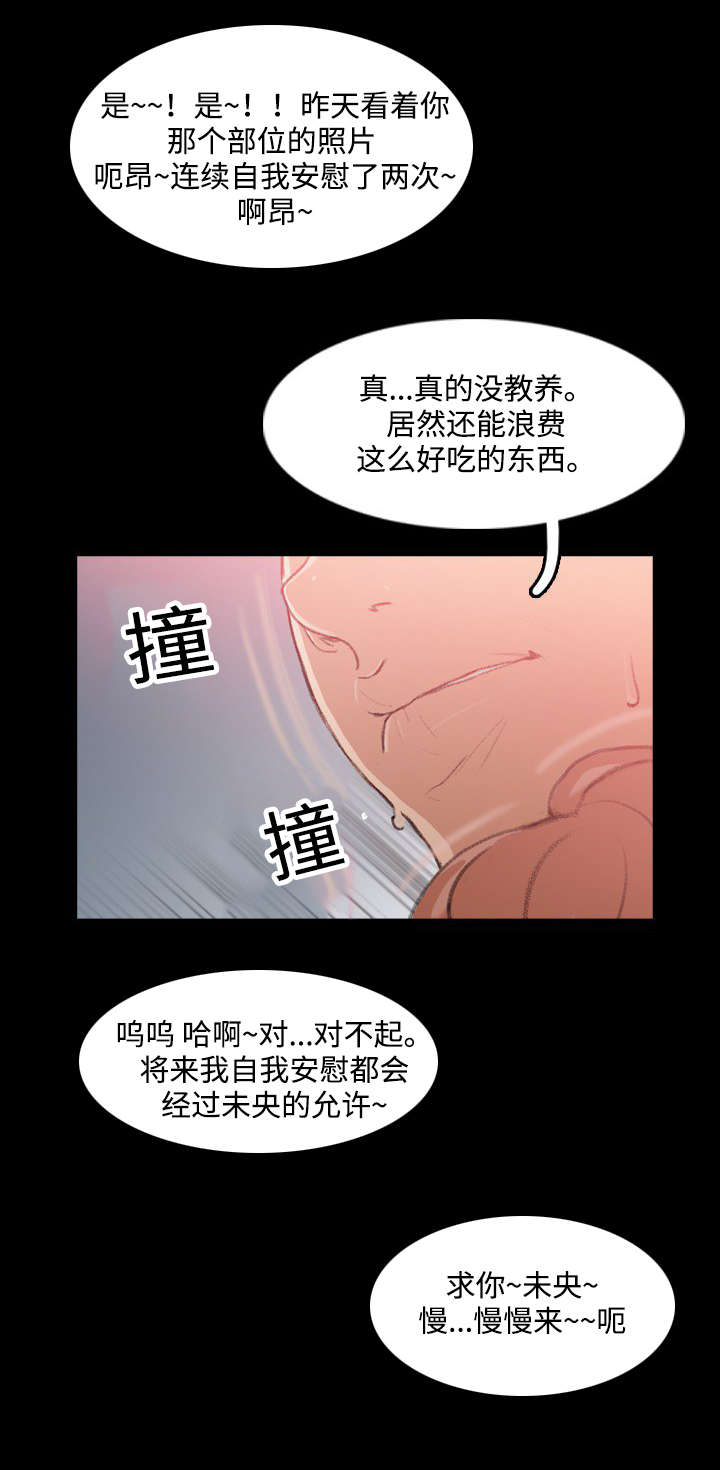 是~~！是~！！昨天看着你
那个部位的照片
呃昂~连续自我安慰了两次~
啊昂~
真...真的没教养。
居然还能浪费
这么好吃的东西。
撞
撞
呜呜 哈啊~对...对不起。
将来我自我安慰都会
经过未央的允许~
求你~未央~
慢...慢慢来~~呃